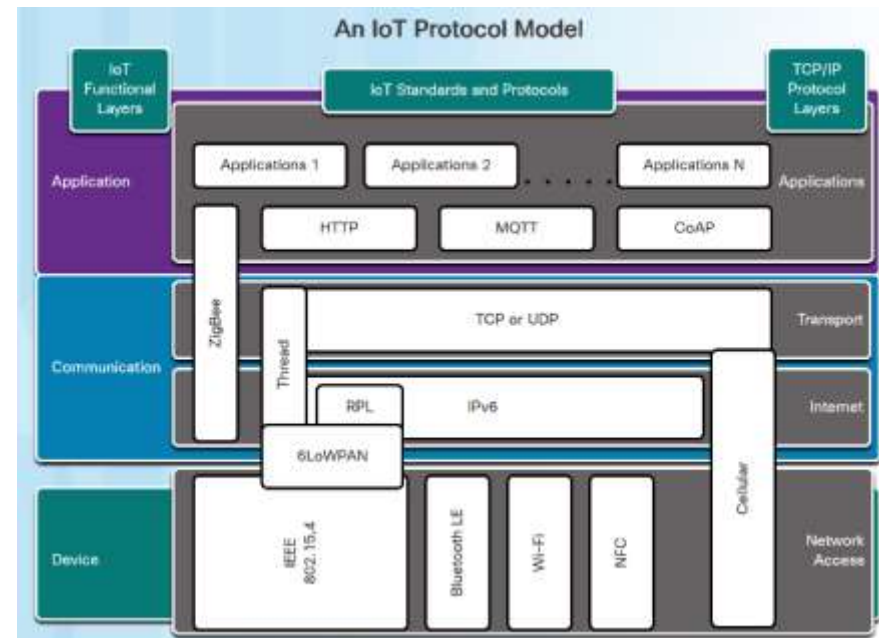 An IoT Protocol Model
IoT
Functional
Layers
IoT Standards and Protocols
TCP/IP
Protocol
Layers
Application
Applications 1
Applications 2
. . . . .
Applications N
Applications
HTTP
MQTT
CoAP
ZigBee
Thread
TCP or UDP
Transport
Communication
RPL
IPv6
Internet
6LoWPAN
Cellular
Device
IEEE
802.15.4
Bluetooth LE
Wi-Fi
NFC
Network
Access